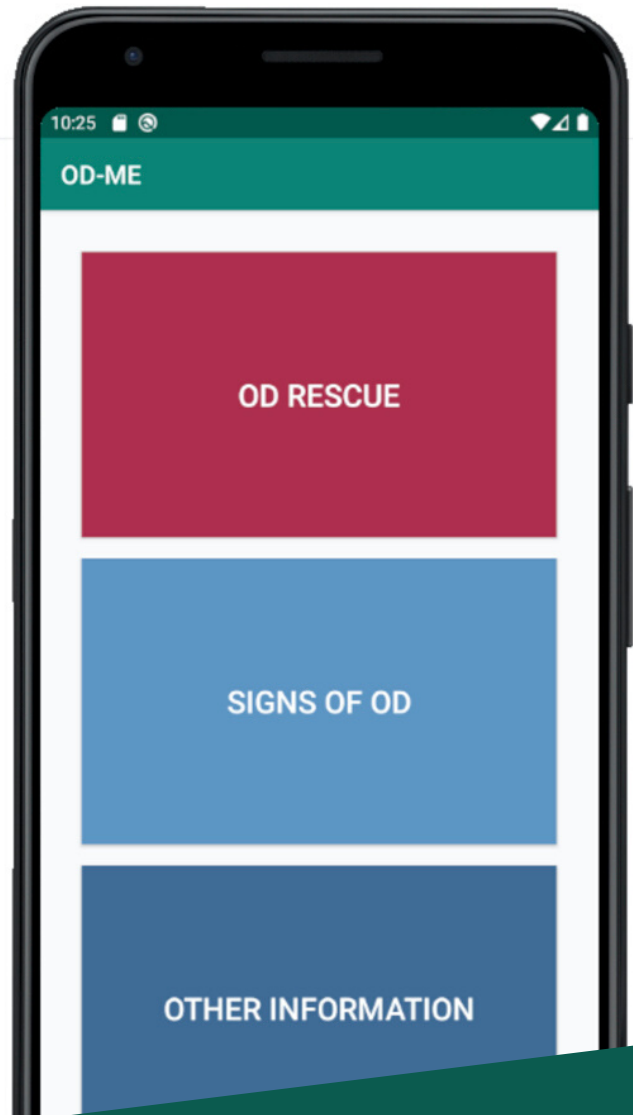 10:25
OD-ME
OD RESCUE
SIGNS OF OD
OTHER INFORMATION